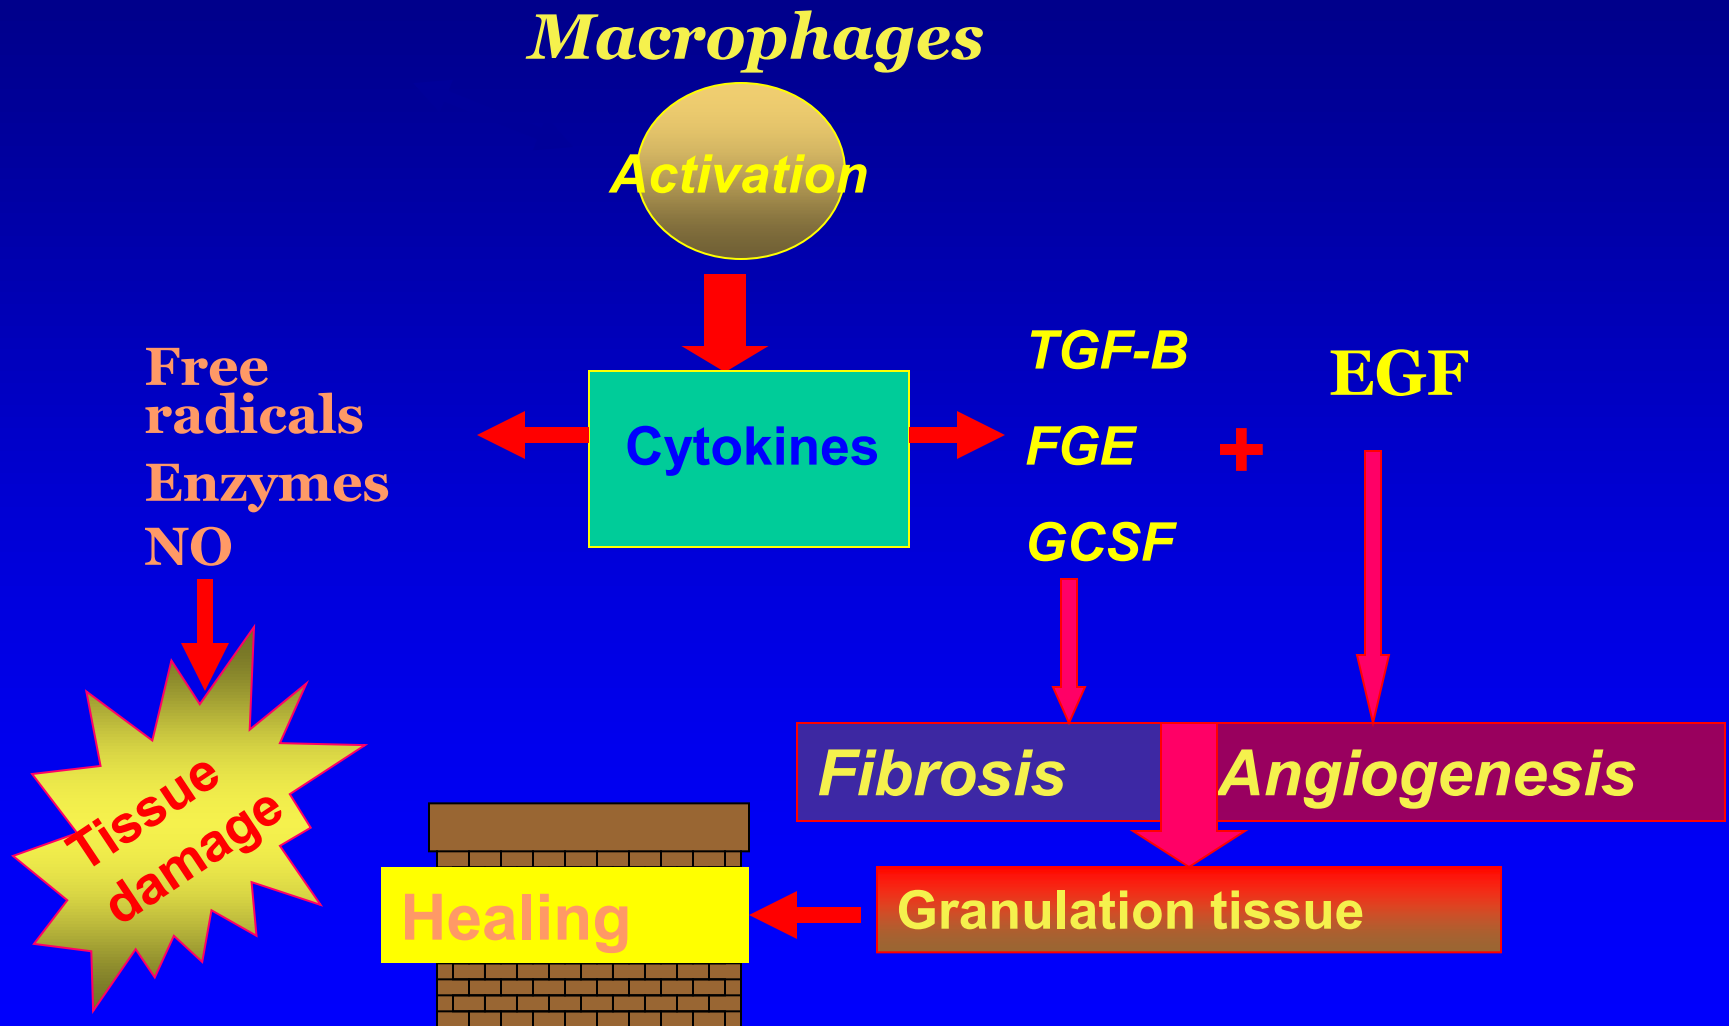 Macrophages
Activation
Free
radicals
Enzymes
NO
Cytokines
TGF-B
FGE
GCSF
+
EGF
Tissue
damage
Fibrosis
Angiogenesis
Granulation tissue
Healing